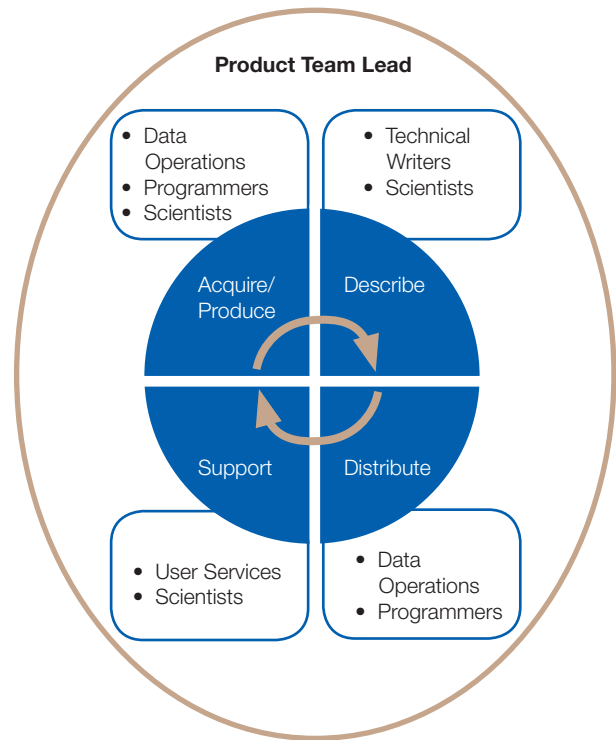 Product Team Lead
• Data
Operations
• Programmers
• Scientists
• Technical
Writers
• Scientists
Acquire/
Produce
Describe
Support
Distribute
• User Services
• Scientists
• Data
Operations
• Programmers